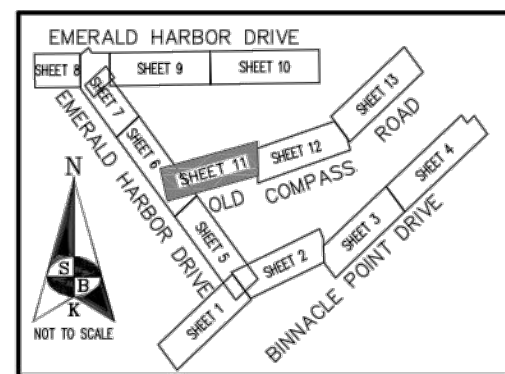 EMERALD HARBOR DRIVE
SHEET 8
SHEET 9
SHEET 10
SHEET 7
SHEET 13
EMERALD HARBOR DRIVE
SHEET 6
SHEET 11
SHEET 12
OLD COMPASS ROAD
SHEET 4
SHEET 5
SHEET 3
SHEET 2
SHEET 1
BINNACLE POINT DRIVE
N
S
B
K
NOT TO SCALE